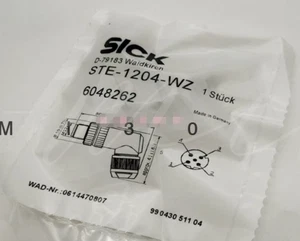 SICK
D-79183 Waldkirch
STE-1204-WZ 1 Stück
6048262
Made in Germany
M 3 0
WAD-Nr.:0614470807
99 0430 511 04